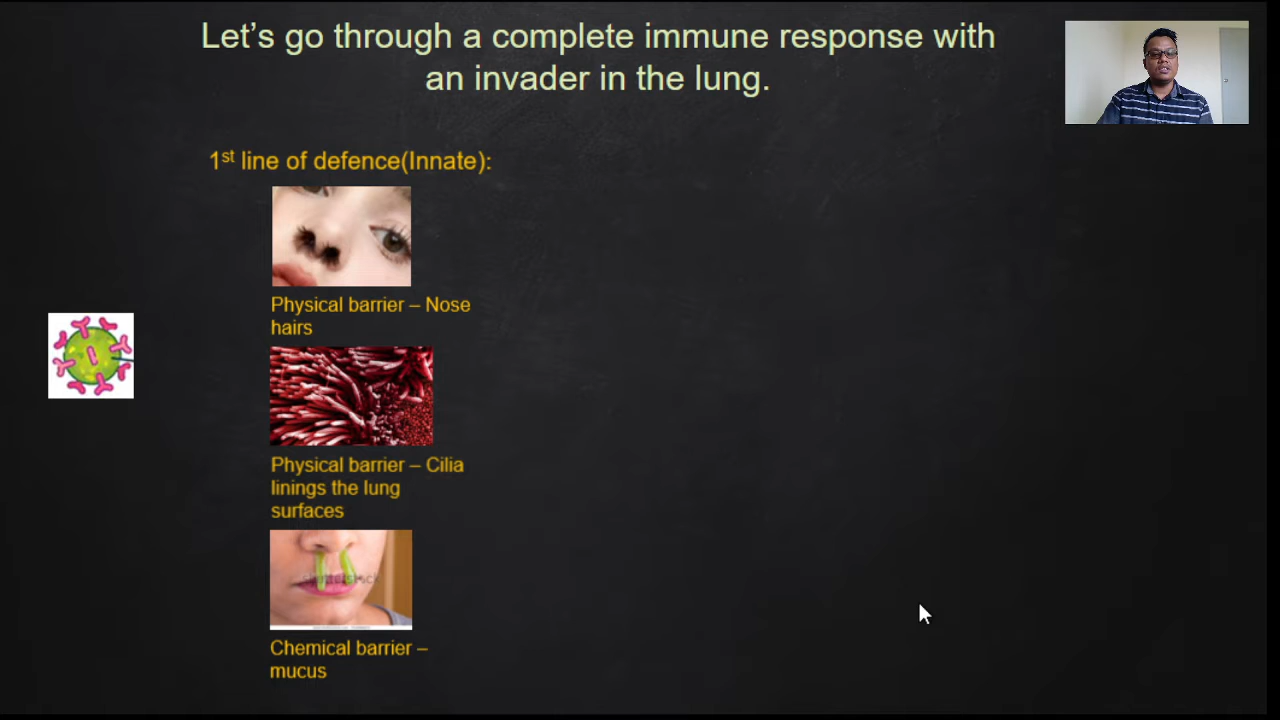 Let’s go through a complete immune response with
an invader in the lung.
1st line of defence(Innate):
Physical barrier – Nose
hairs
Physical barrier – Cilia
linings the lung
surfaces
Chemical barrier –
mucus